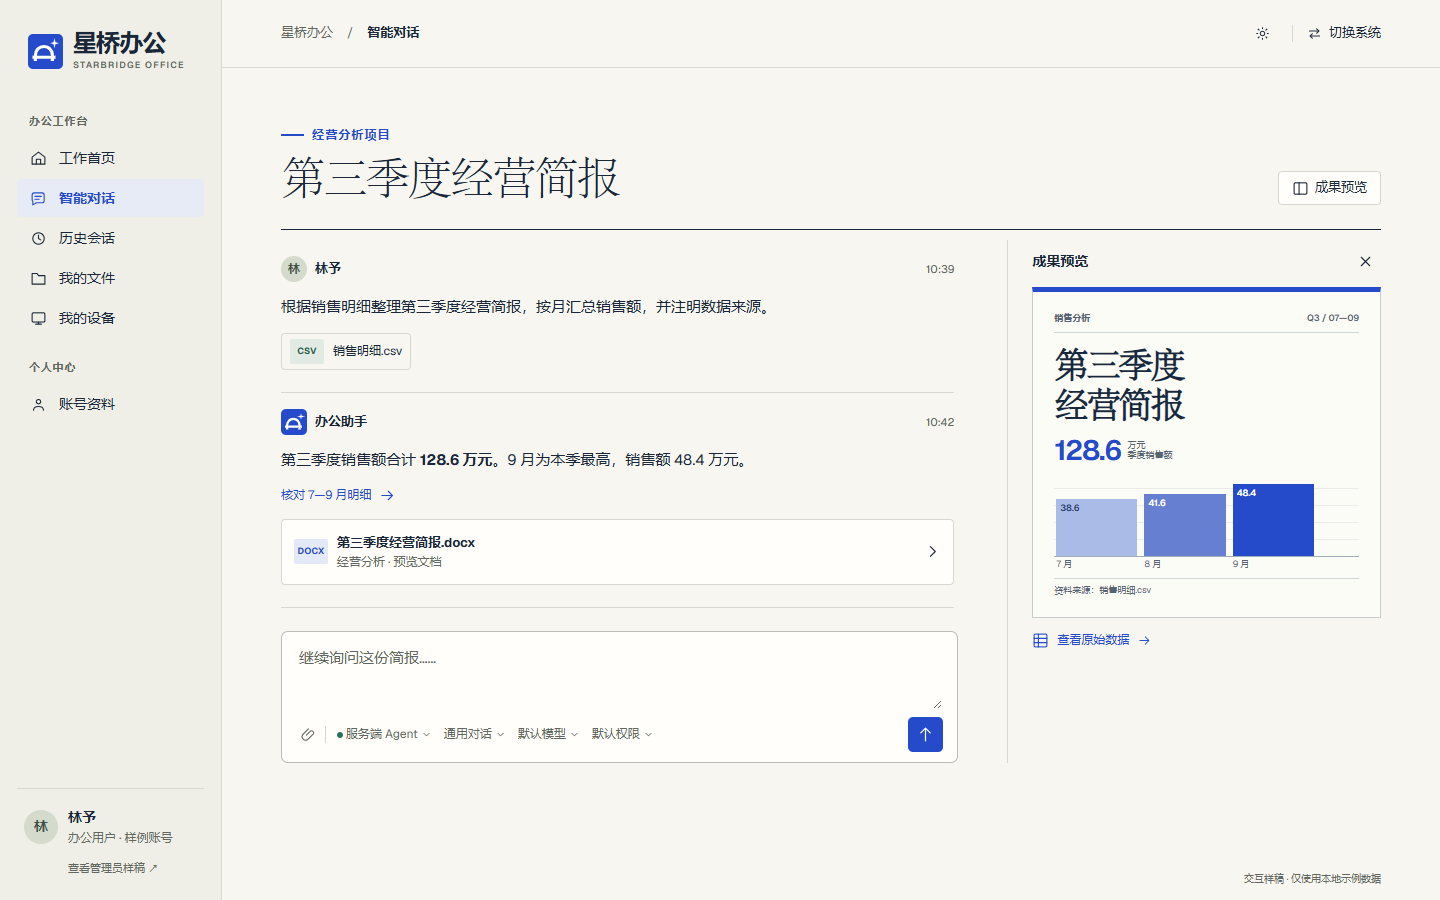 星桥办公
STARBRIDGE OFFICE
办公工作台
工作首页
智能对话
历史会话
我的文件
我的设备
个人中心
账号资料
林
林予
办公用户 · 样例账号
查看管理员样稿 ↗
星桥办公 / 智能对话
切换系统
经营分析项目
第三季度经营简报
成果预览
林 林予 10:39
根据销售明细整理第三季度经营简报，按月汇总销售额，并注明数据来源。
CSV 销售明细.csv
办公助手 10:42
第三季度销售额合计 128.6 万元。9 月为本季最高，销售额 48.4 万元。
核对 7—9 月明细 →
DOCX 第三季度经营简报.docx
经营分析 · 预览文档
继续询问这份简报……
服务端 Agent 通用对话 默认模型 默认权限
成果预览
销售分析 Q3 / 07—09
第三季度
经营简报
128.6 万元
季度销售额
38.6 41.6 48.4
7 月 8 月 9 月
资料来源：销售明细.csv
查看原始数据 →
交互样稿 · 仅使用本地示例数据